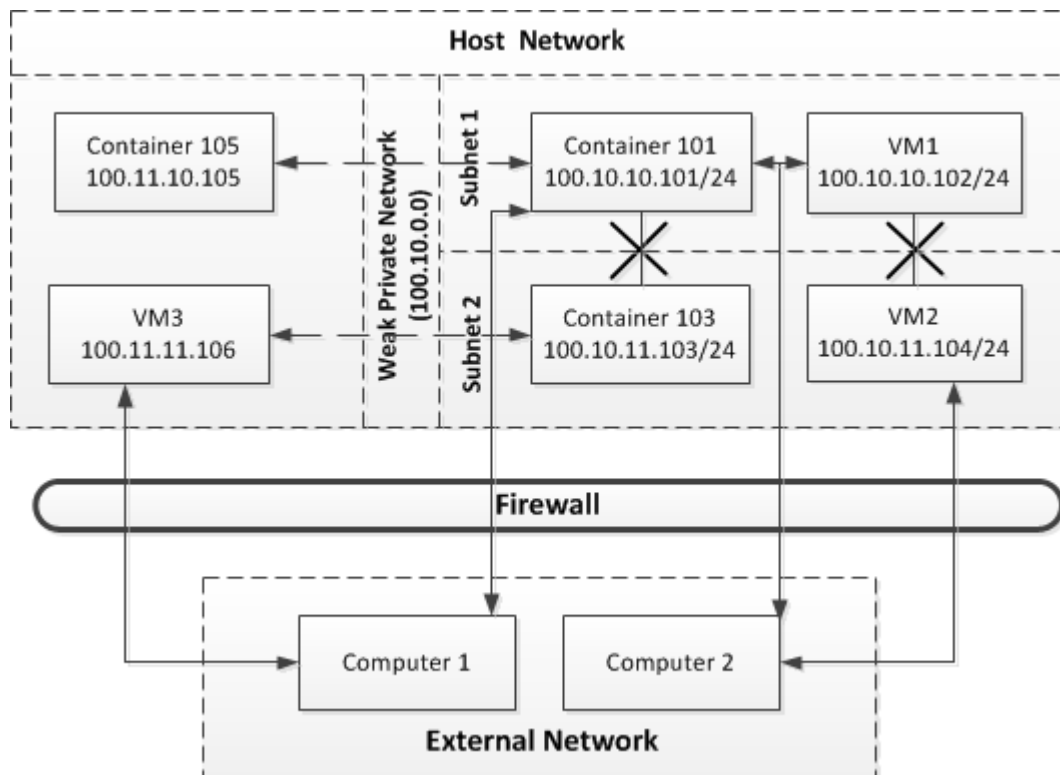 Host Network
Container 105
100.11.10.105
VM3
100.11.11.106
Weak Private Network
(100.10.0.0)
Subnet 1
Container 101
100.10.10.101/24
VM1
100.10.10.102/24
Subnet 2
Container 103
100.10.11.103/24
VM2
100.10.11.104/24
Firewall
Computer 1
Computer 2
External Network